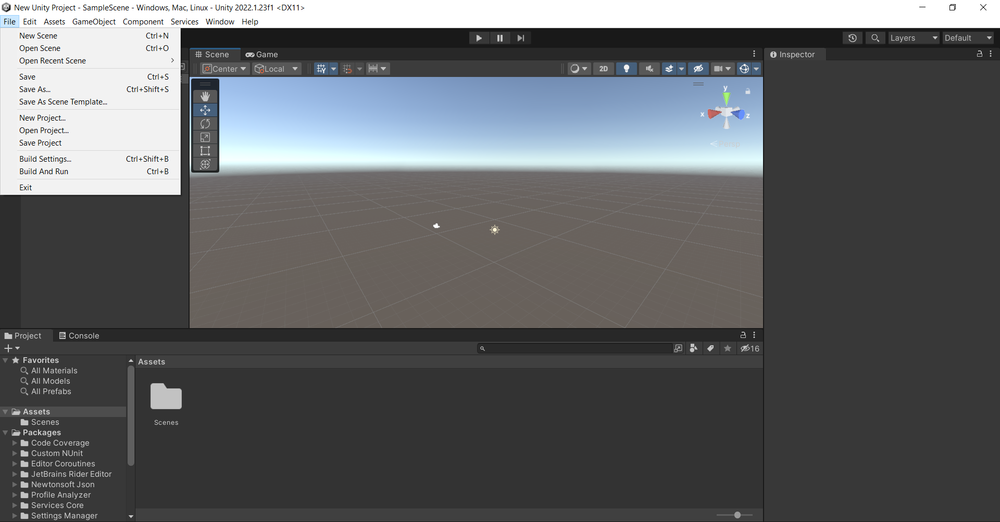 New Unity Project - SampleScene - Windows, Mac, Linux - Unity 2022.1.23f1 <DX11>
File Edit Assets GameObject Component Services Window Help
New Scene Ctrl+N
Open Scene Ctrl+O
Open Recent Scene
Save Ctrl+S
Save As... Ctrl+Shift+S
Save As Scene Template...
New Project...
Open Project...
Save Project
Build Settings... Ctrl+Shift+B
Build And Run Ctrl+B
Exit
Layers Default
Scene Game
Center Local 2D
y
x
z
Persp
Inspector
Project Console
16
Favorites
All Materials
All Models
All Prefabs
Assets
Scenes
Packages
Code Coverage
Custom NUnit
Editor Coroutines
JetBrains Rider Editor
Newtonsoft Json
Profile Analyzer
Services Core
Settings Manager
Assets
Scenes